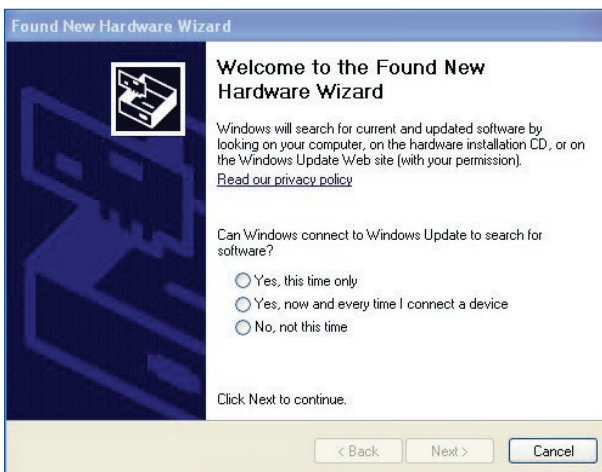 Found New Hardware Wizard
Welcome to the Found New
Hardware Wizard
Windows will search for current and updated software by
looking on your computer, on the hardware installation CD, or on
the Windows Update Web site (with your permission).
Read our privacy policy
Can Windows connect to Windows Update to search for
software?
Yes, this time only
Yes, now and every time I connect a device
No, not this time
Click Next to continue.
< Back Next > Cancel